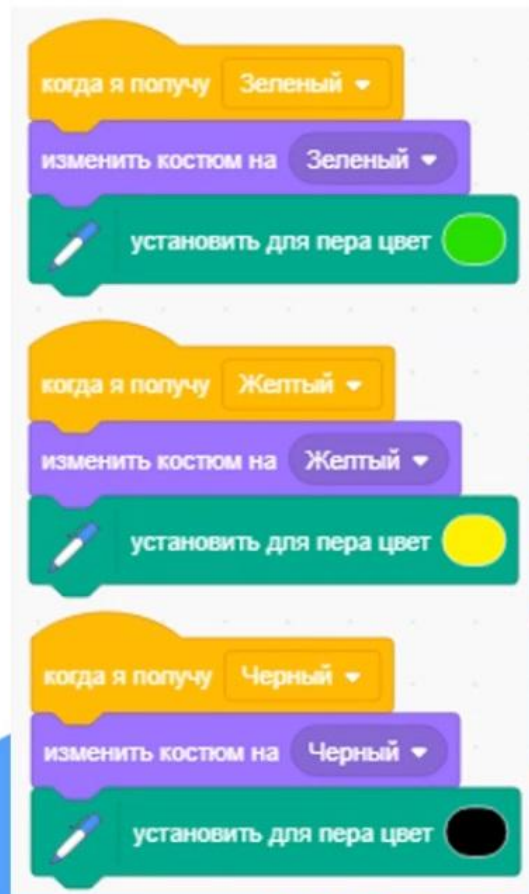 когда я получу Зеленый
изменить костюм на Зеленый
установить для пера цвет
когда я получу Желтый
изменить костюм на Желтый
установить для пера цвет
когда я получу Черный
изменить костюм на Черный
установить для пера цвет